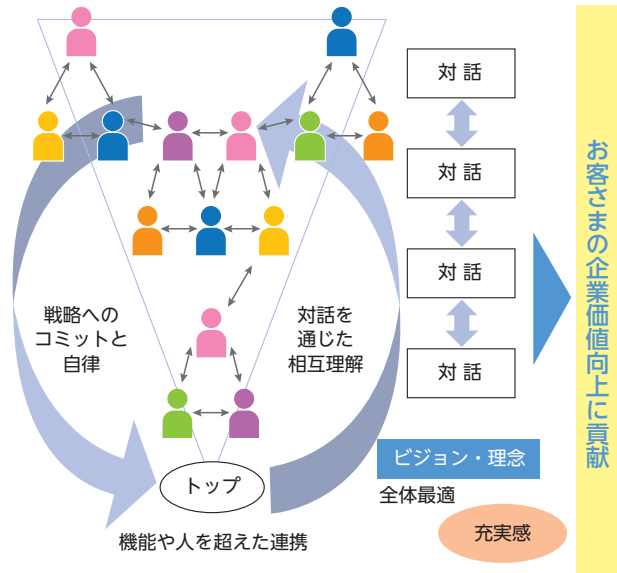 対話
対話
対話
対話
戦略への
コミットと
自律
対話を
通じた
相互理解
トップ
機能や人を超えた連携
ビジョン・理念
全体最適
充実感
お客さまの企業価値向上に貢献